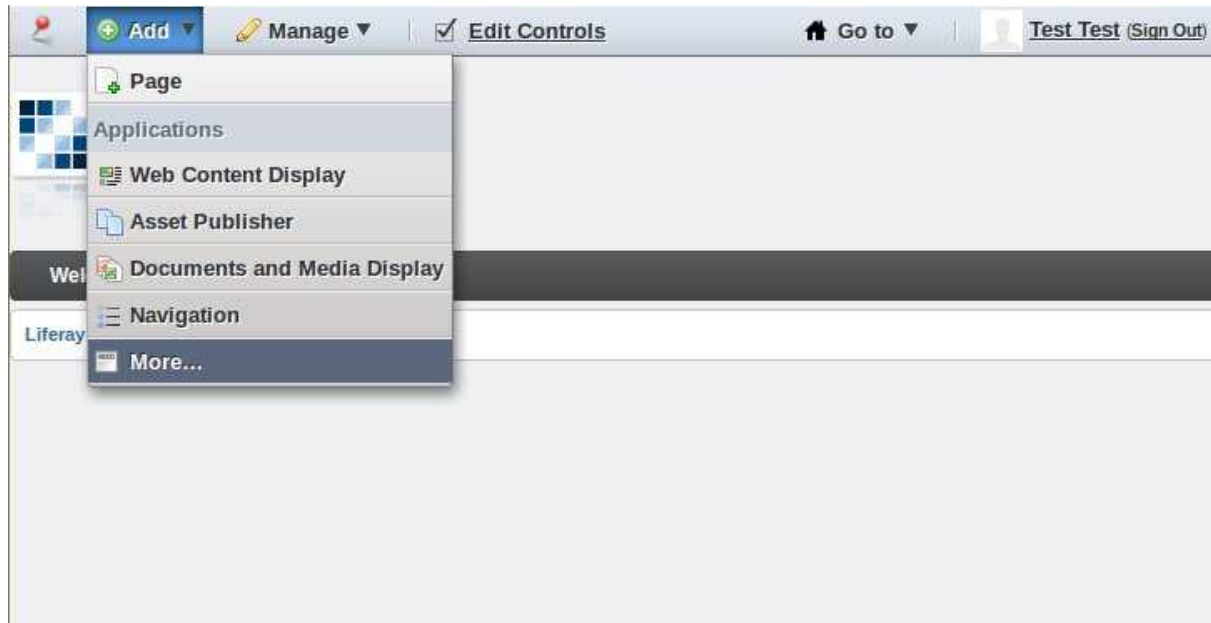 Add ▼ Manage ▼ Edit Controls Go to ▼ Test Test (Sign Out)
Page
Applications
Web Content Display
Asset Publisher
Wel Documents and Media Display
Navigation
Liferay
More...